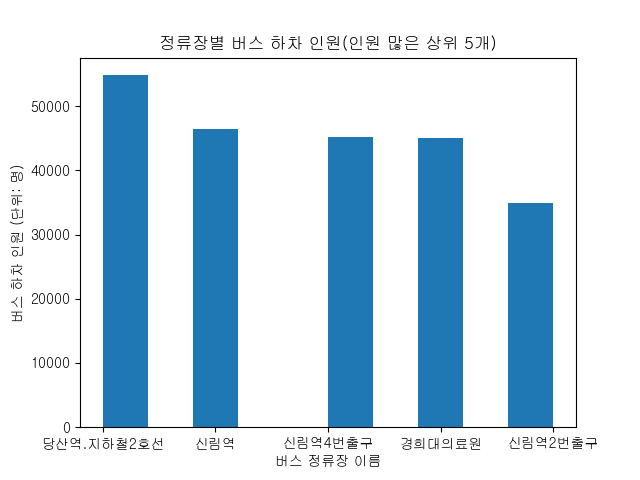 정류장별 버스 하차 인원(인원 많은 상위 5개)
버스 하차 인원 (단위: 명)
50000
40000
30000
20000
10000
0
당산역.지하철2호선 신림역 신림역4번출구 경희대의료원 신림역2번출구
버스 정류장 이름